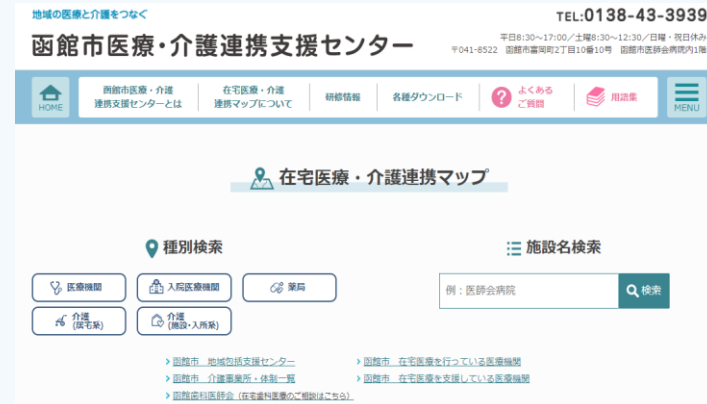 地域の医療と介護をつなぐ
函館市医療・介護連携支援センター
TEL:0138-43-3939
平日8:30～17:00／土曜8:30～12:30／日曜・祝日休み
〒041-8522 函館市富岡町2丁目10番10号 函館市医師会病院内1階
HOME
函館市医療・介護
連携支援センターとは
在宅医療・介護
連携マップについて
研修情報
各種ダウンロード
よくある
ご質問
用語集
MENU
在宅医療・介護連携マップ
種別検索
医療機関
入院医療機関
薬局
介護
(居宅系)
介護
(施設・入所系)
施設名検索
例：医師会病院
検索
函館市 地域包括支援センター
函館市 在宅医療を行っている医療機関
函館市 介護事業所・体制一覧
函館市 在宅医療を支援している医療機関
函館歯科医師会（在宅歯科医療のご相談はこちら）